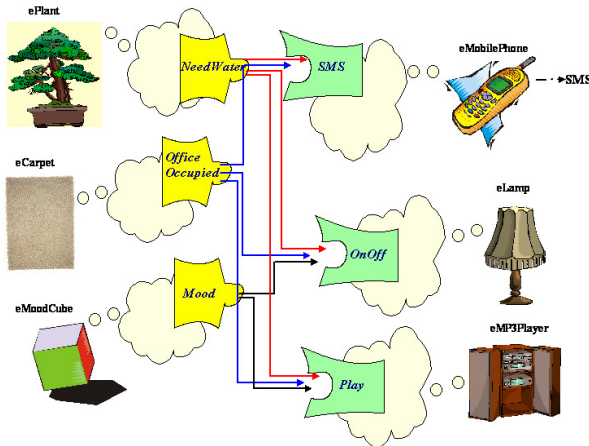 ePlant
NeedWater
SMS
eMobilePhone
SMS
eCarpet
Office
Occupied
eLamp
OnOff
eMoodCube
Mood
eMP3Player
Play